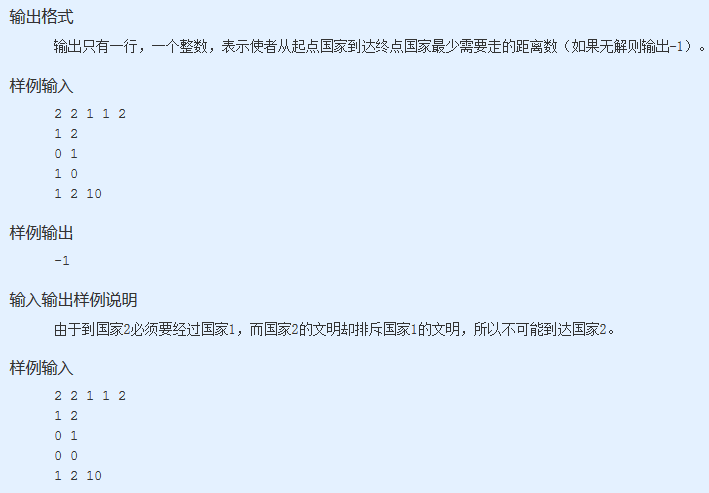 输出格式
输出只有一行，一个整数，表示使者从起点国家到达终点国家最少需要走的距离数（如果无解则输出-1）。
样例输入
2 2 1 1 2
1 2
0 1
1 0
1 2 10
样例输出
-1
输入输出样例说明
由于到国家2必须要经过国家1，而国家2的文明却排斥国家1的文明，所以不可能到达国家2。
样例输入
2 2 1 1 2
1 2
0 1
0 0
1 2 10